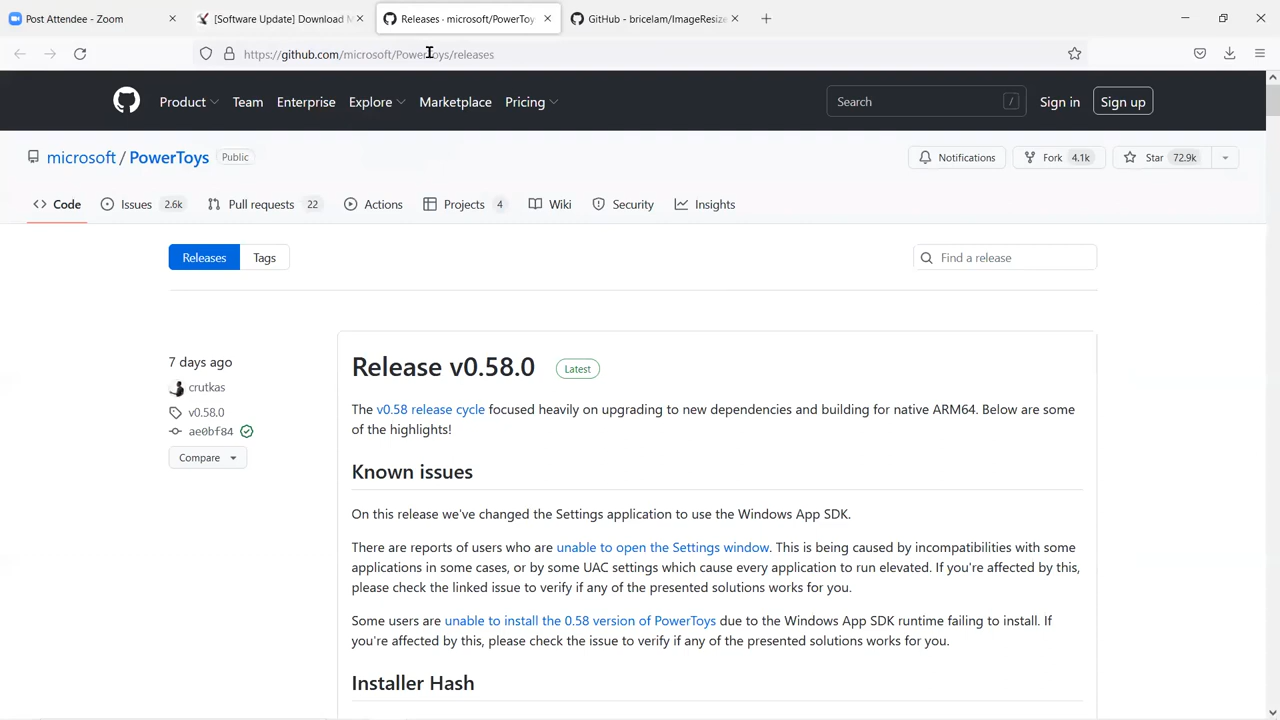 Post Attendee - Zoom
[Software Update] Download M
Releases · microsoft/PowerToy
GitHub - bricelam/ImageResize
https://github.com/microsoft/PowerToys/releases
Product
Team
Enterprise
Explore
Marketplace
Pricing
Search
/
Sign in
Sign up
microsoft / PowerToys
Public
Notifications
Fork 4.1k
Star 72.9k
Code
Issues 2.6k
Pull requests 22
Actions
Projects 4
Wiki
Security
Insights
Releases
Tags
Find a release
7 days ago
crutkas
v0.58.0
ae0bf84
Compare
Release v0.58.0
Latest
The v0.58 release cycle focused heavily on upgrading to new dependencies and building for native ARM64. Below are some
of the highlights!
Known issues
On this release we've changed the Settings application to use the Windows App SDK.
There are reports of users who are unable to open the Settings window. This is being caused by incompatibilities with some
applications in some cases, or by some UAC settings which cause every application to run elevated. If you're affected by this,
please check the linked issue to verify if any of the presented solutions works for you.
Some users are unable to install the 0.58 version of PowerToys due to the Windows App SDK runtime failing to install. If
you're affected by this, please check the issue to verify if any of the presented solutions works for you.
Installer Hash